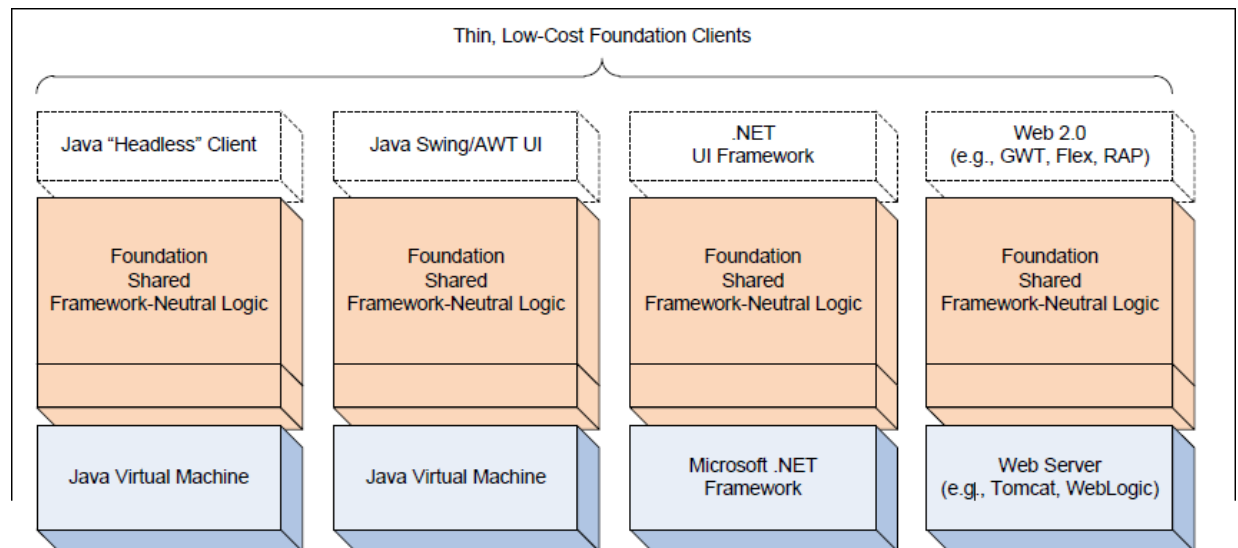 Thin, Low-Cost Foundation Clients
Java “Headless” Client
Java Swing/AWT UI
.NET
UI Framework
Web 2.0
(e.g., GWT, Flex, RAP)
Foundation
Shared
Framework-Neutral Logic
Foundation
Shared
Framework-Neutral Logic
Foundation
Shared
Framework-Neutral Logic
Foundation
Shared
Framework-Neutral Logic
Java Virtual Machine
Java Virtual Machine
Microsoft .NET
Framework
Web Server
(e.g., Tomcat, WebLogic)